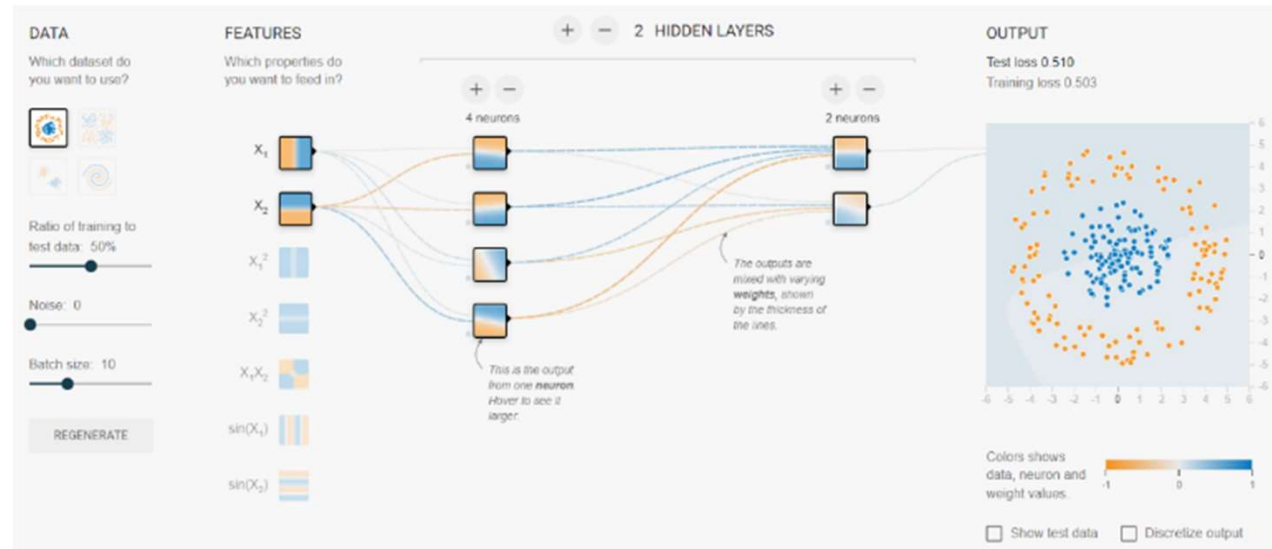 DATA
Which dataset do
you want to use?
Ratio of training to
test data: 50%
Noise: 0
Batch size: 10
REGENERATE
FEATURES
Which properties do
you want to feed in?
X₁
X₂
X₁²
X₂²
X₁X₂
sin(X₁)
sin(X₂)
+ − 2 HIDDEN LAYERS
+ −
4 neurons
+ −
2 neurons
This is the output
from one neuron.
Hover to see it
larger.
The outputs are
mixed with varying
weights, shown
by the thickness of
the lines.
OUTPUT
Test loss 0.510
Training loss 0.503
6
5
4
3
2
1
0
-1
-2
-3
-4
-5
-6
-6 -5 -4 -3 -2 -1 0 1 2 3 4 5 6
Colors shows
data, neuron and
weight values.
-1 0 1
Show test data
Discretize output